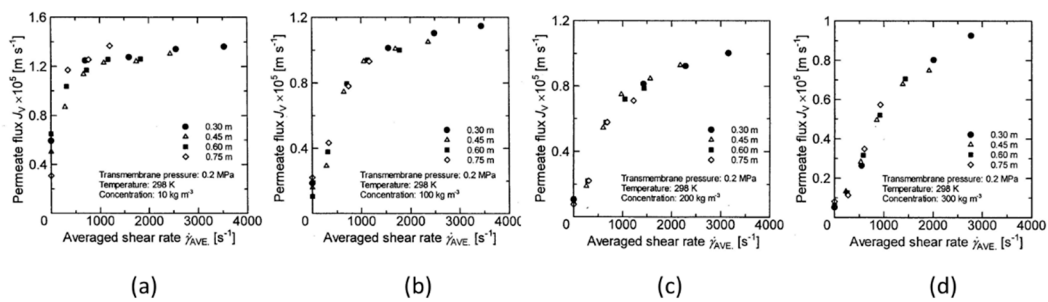 1.6
1.2
0.8
0.4
0 1000 2000 3000 4000
Permeate flux J_V ×10^5 [m s^-1]
Averaged shear rate γ̇_AVE. [s^-1]
0.30 m
0.45 m
0.60 m
0.75 m
Transmembrane pressure: 0.2 MPa
Temperature: 298 K
Concentration: 10 kg m^-3
(a)
1.2
0.8
0.4
0 1000 2000 3000 4000
Permeate flux J_V ×10^5 [m s^-1]
Averaged shear rate γ̇_AVE. [s^-1]
0.30 m
0.45 m
0.60 m
0.75 m
Transmembrane pressure: 0.2 MPa
Temperature: 298 K
Concentration: 100 kg m^-3
(b)
1.2
1
0.8
0.6
0.4
0.2
0 1000 2000 3000 4000
Permeate flux J_V ×10^5 [m s^-1]
Averaged shear rate γ̇_AVE. [s^-1]
0.30 m
0.45 m
0.60 m
0.75 m
Transmembrane pressure: 0.2 MPa
Temperature: 298 K
Concentration: 200 kg m^-3
(c)
1
0.8
0.6
0.4
0.2
0
0 1000 2000 3000 4000
Permeate flux J_V ×10^5 [m s^-1]
Averaged shear rate γ̇_AVE. [s^-1]
0.30 m
0.45 m
0.60 m
0.75 m
Transmembrane pressure: 0.2 MPa
Temperature: 298 K
Concentration: 300 kg m^-3
(d)